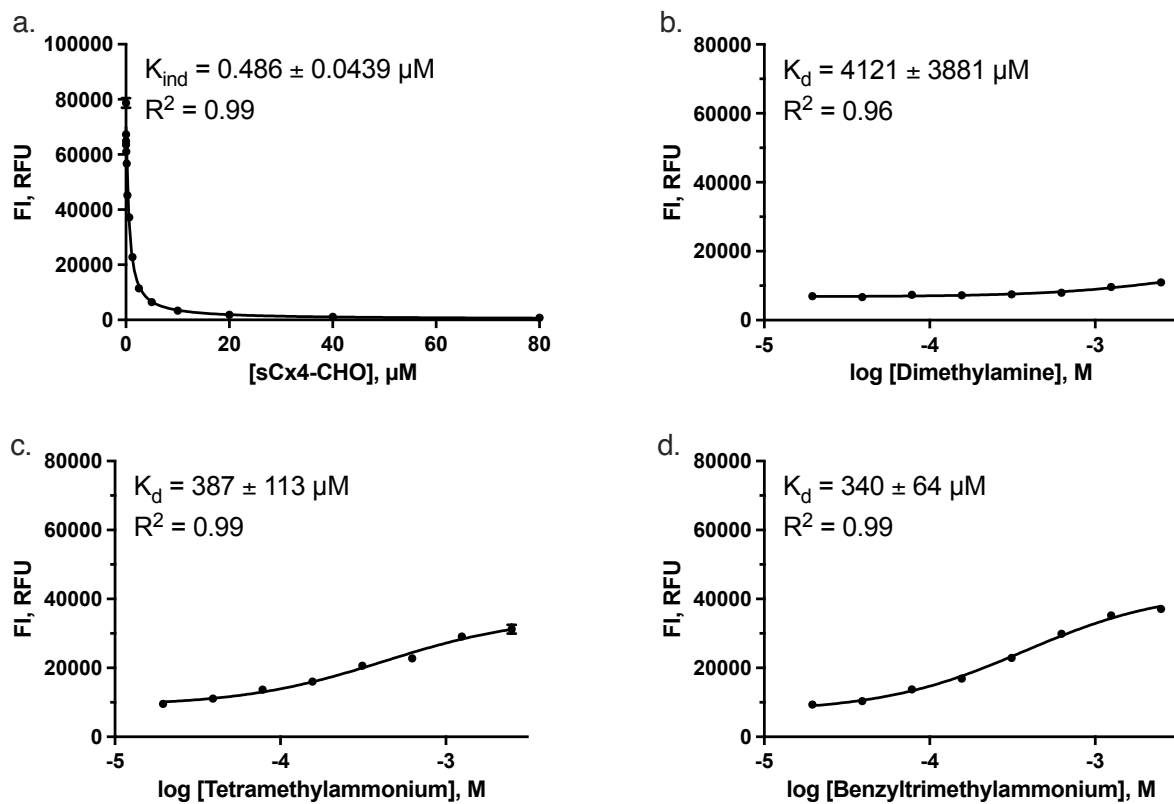 a.
K_ind = 0.486 ± 0.0439 µM
R² = 0.99
FI, RFU
100000
80000
60000
40000
20000
0
0 20 40 60 80
[sCx4-CHO], µM
b.
K_d = 4121 ± 3881 µM
R² = 0.96
FI, RFU
80000
60000
40000
20000
0
-5 -4 -3
log [Dimethylamine], M
c.
K_d = 387 ± 113 µM
R² = 0.99
FI, RFU
80000
60000
40000
20000
0
-5 -4 -3
log [Tetramethylammonium], M
d.
K_d = 340 ± 64 µM
R² = 0.99
FI, RFU
80000
60000
40000
20000
0
-5 -4 -3
log [Benzyltrimethylammonium], M